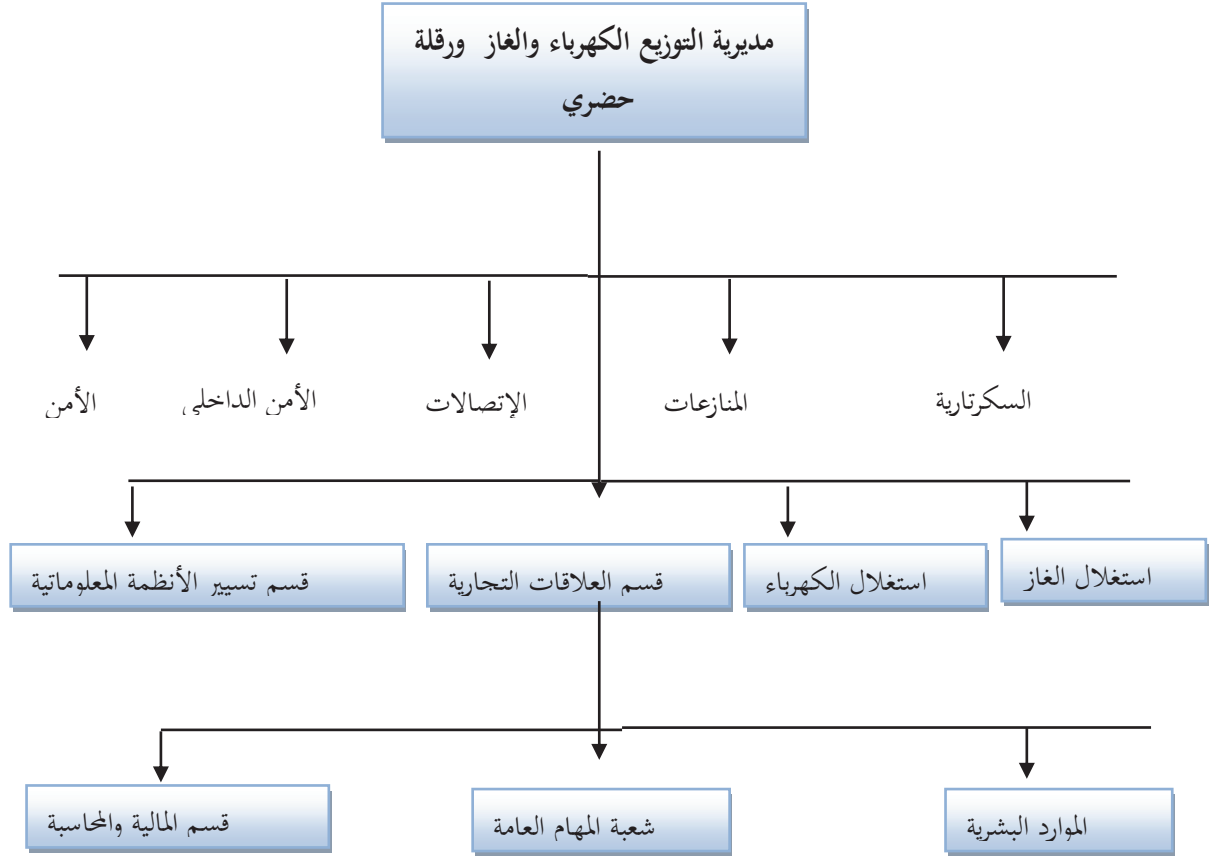 مديرية التوزيع الكهرباء والغاز ورقلة
حضري
السكرتارية
المنازعات
الإتصالات
الأمن الداخلي
الأمن
استغلال الغاز
استغلال الكهرباء
قسم العلاقات التجارية
قسم تسيير الأنظمة المعلوماتية
الموارد البشرية
شعبة المهام العامة
قسم المالية والمحاسبة